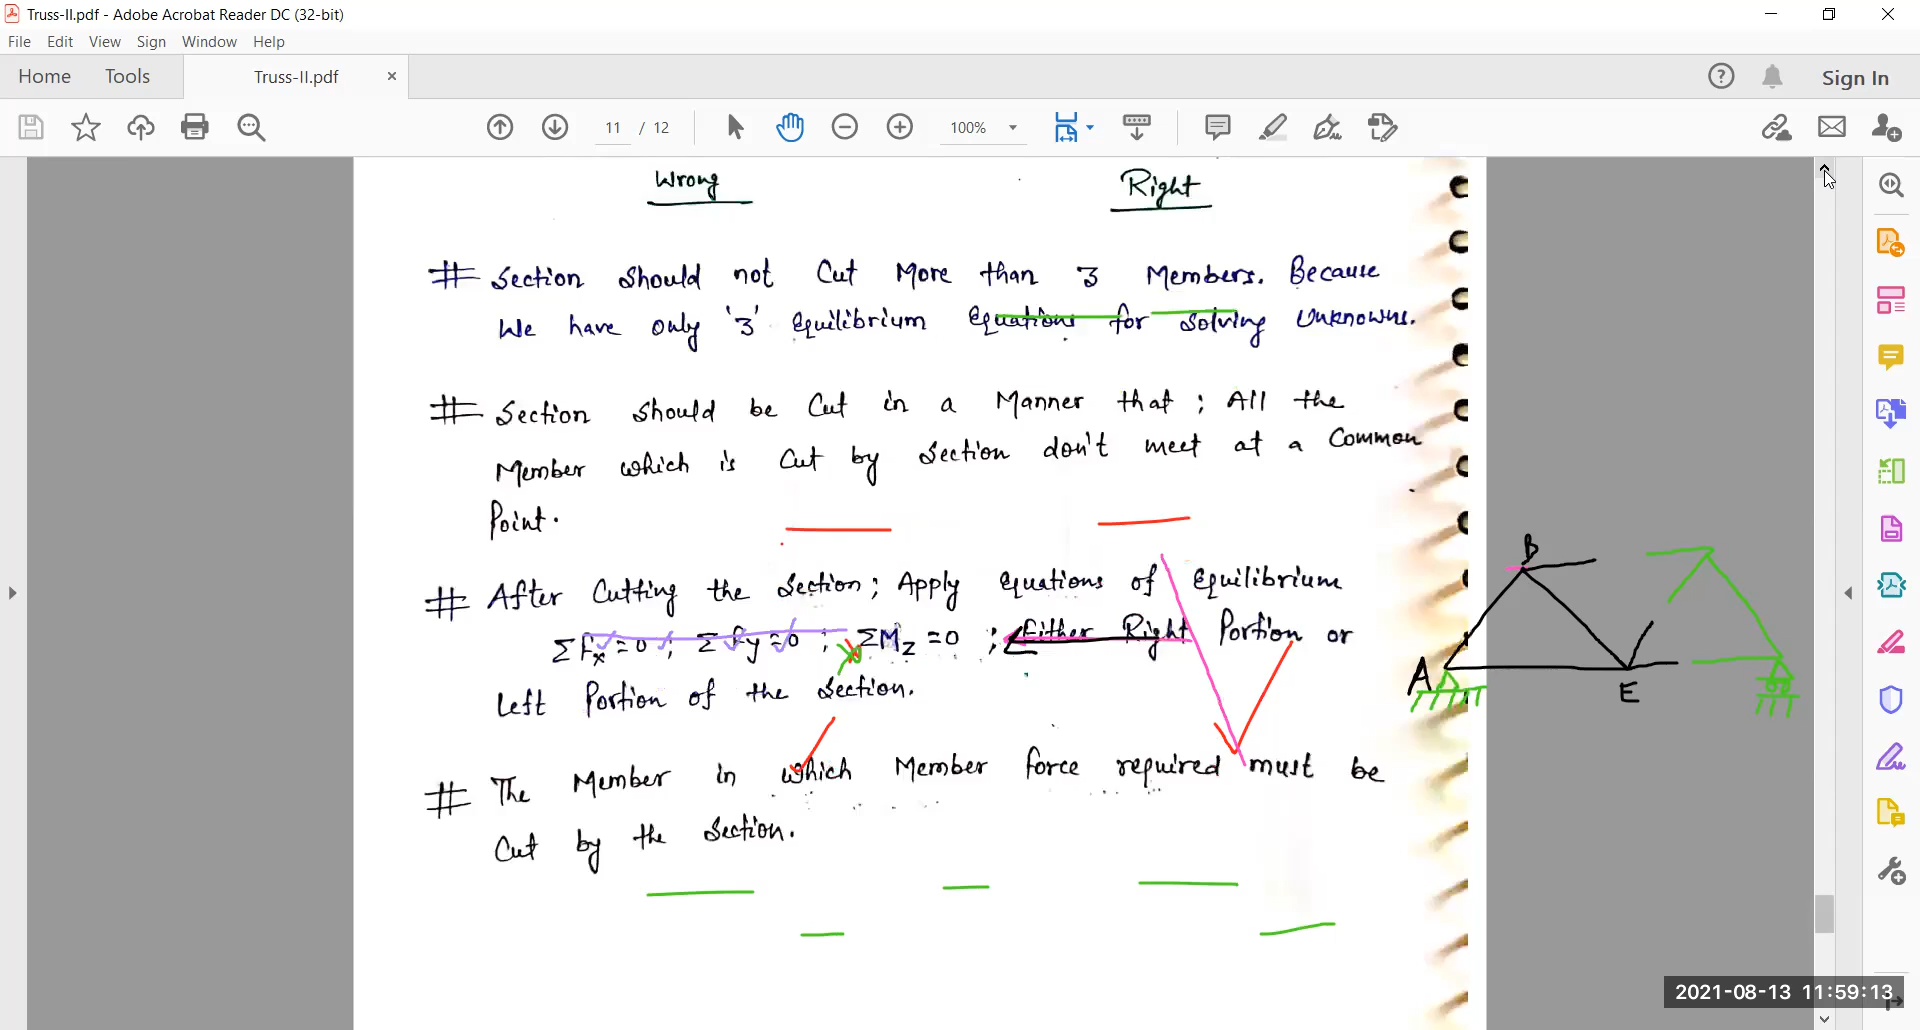 Truss-II.pdf - Adobe Acrobat Reader DC (32-bit)
File Edit View Sign Window Help
Home Tools Truss-II.pdf × Sign In
11 / 12 100%
Wrong Right
# Section Should not Cut More than 3 Members. Because
We have only '3' Equilibrium Equations for Solving Unknowns.
# Section Should be Cut in a Manner that ; All the
Member which is Cut by Section don't meet at a Common
Point.
# After Cutting the Section ; Apply Equations of Equilibrium
ΣFx = 0 ; ΣFy = 0 ; ΣMz = 0 ; Either Right Portion or
Left Portion of the Section.
# The Member in which Member force required must be
Cut by the Section.
B
A
E
2021-08-13 11:59:13